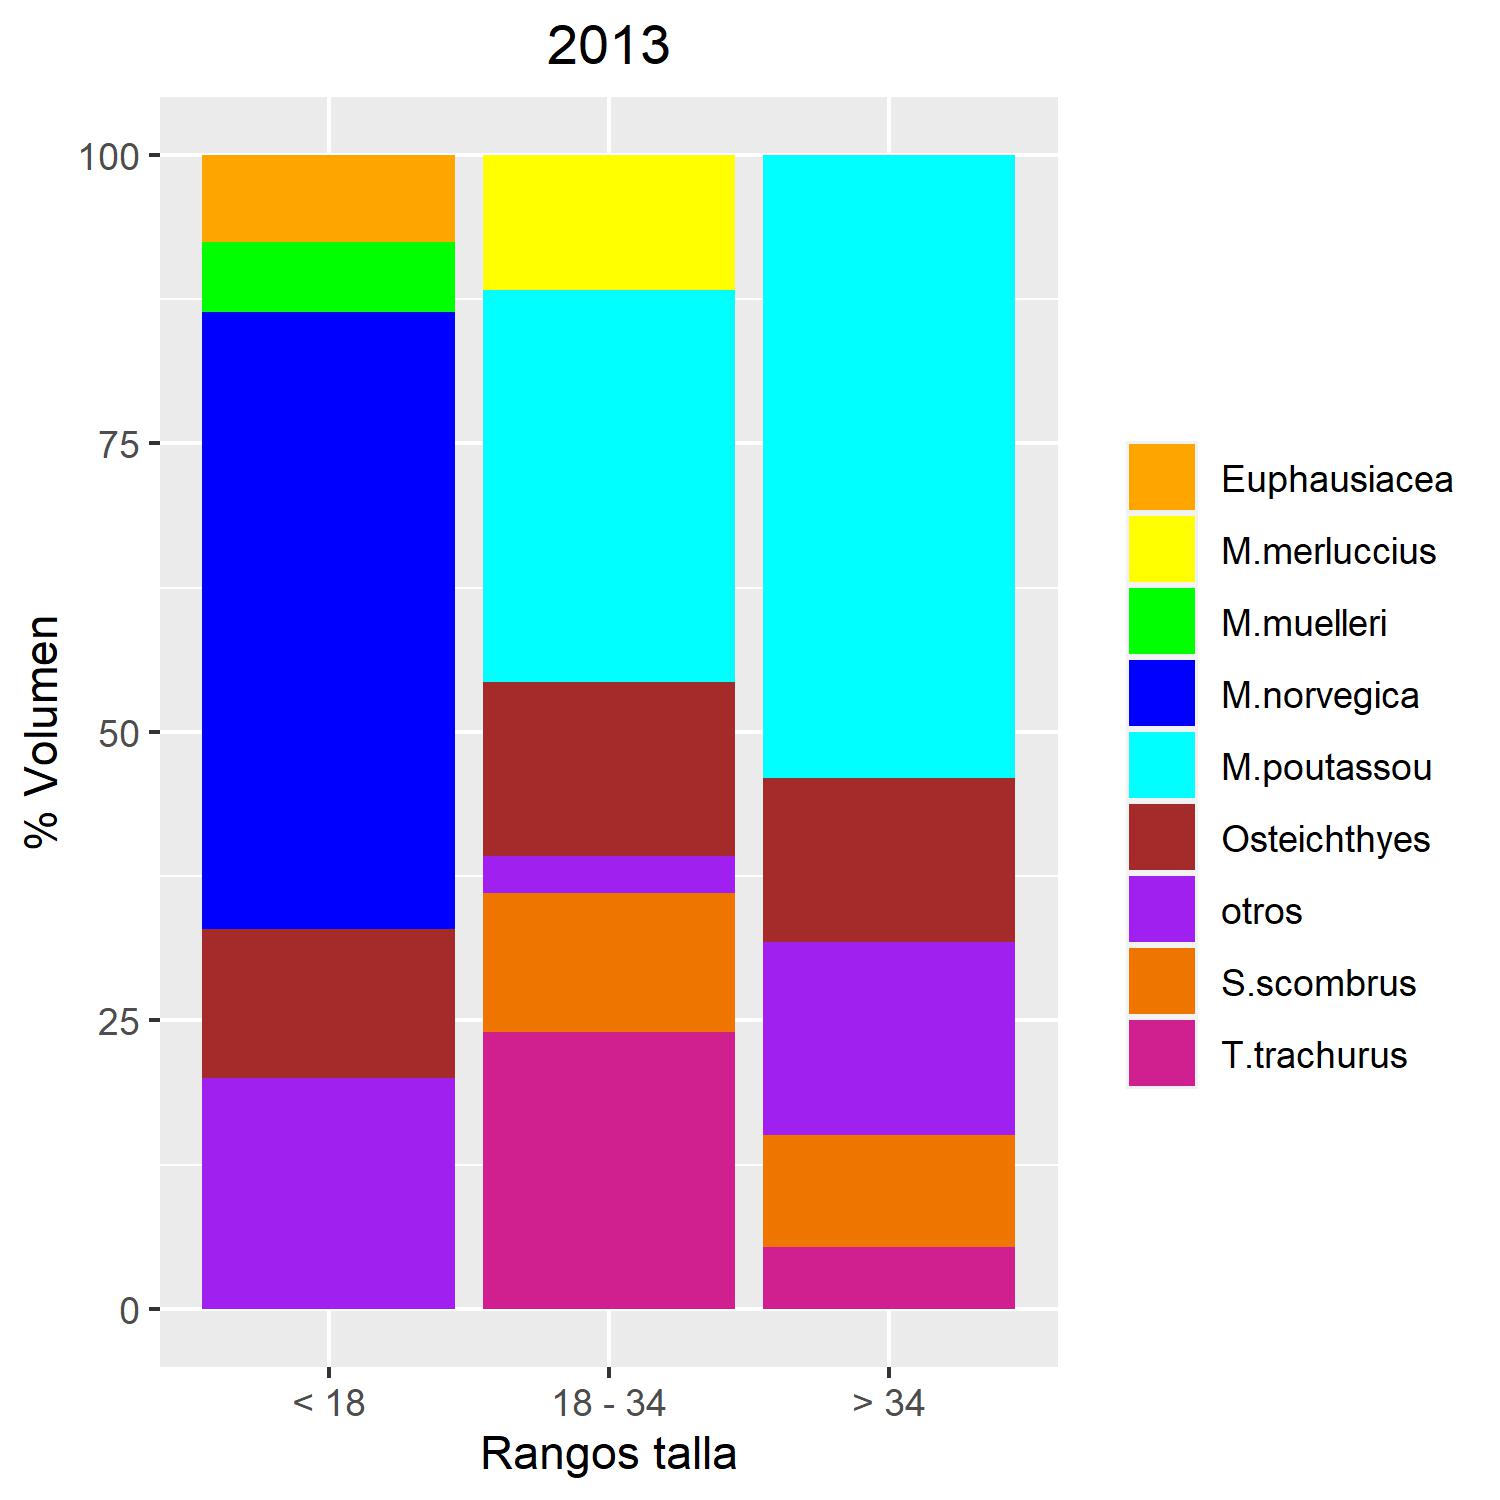 2013
% Volumen
100
75
50
25
0
< 18
18 - 34
> 34
Rangos talla
Euphausiacea
M.merluccius
M.muelleri
M.norvegica
M.poutassou
Osteichthyes
otros
S.scombrus
T.trachurus